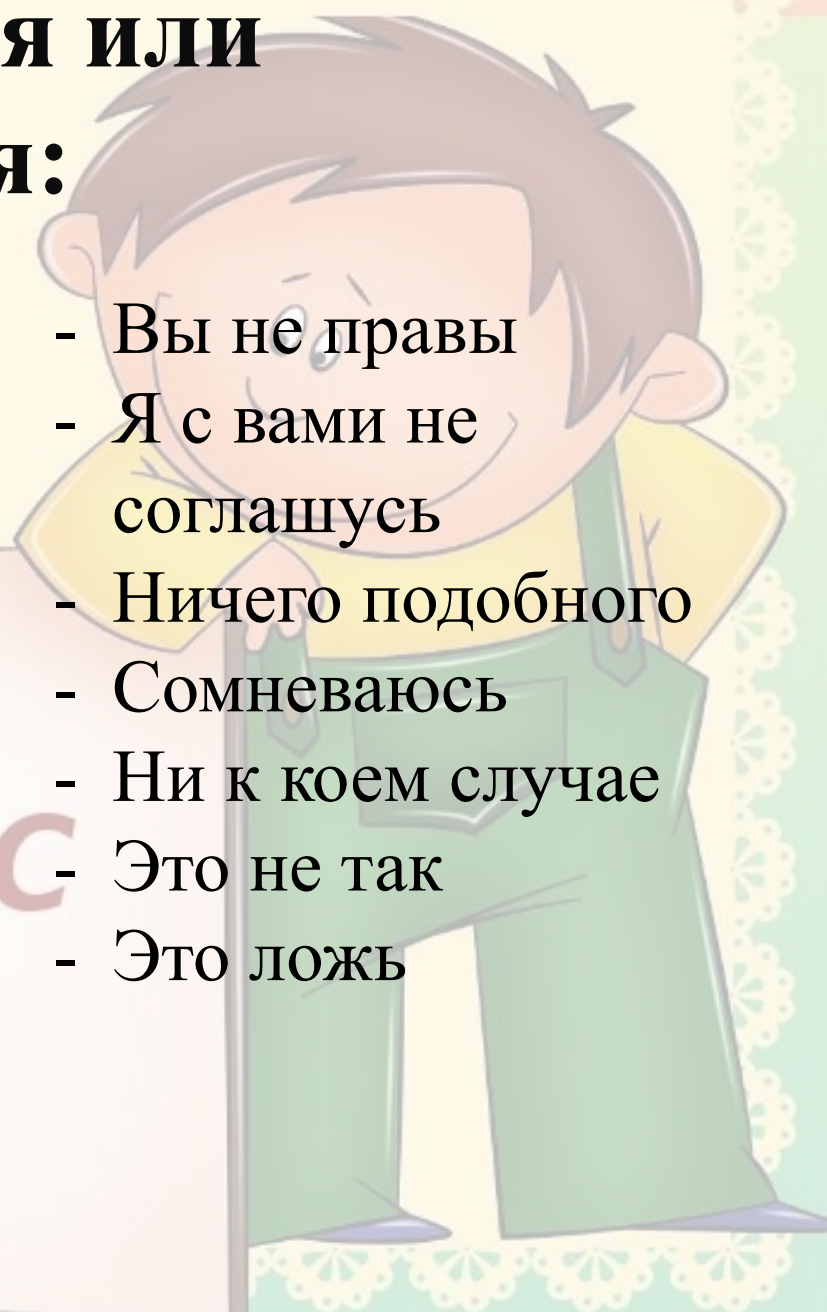 я или
я:
- Вы не правы
- Я с вами не
соглашусь
- Ничего подобного
- Сомневаюсь
- Ни к коем случае
- Это не так
- Это ложь
С